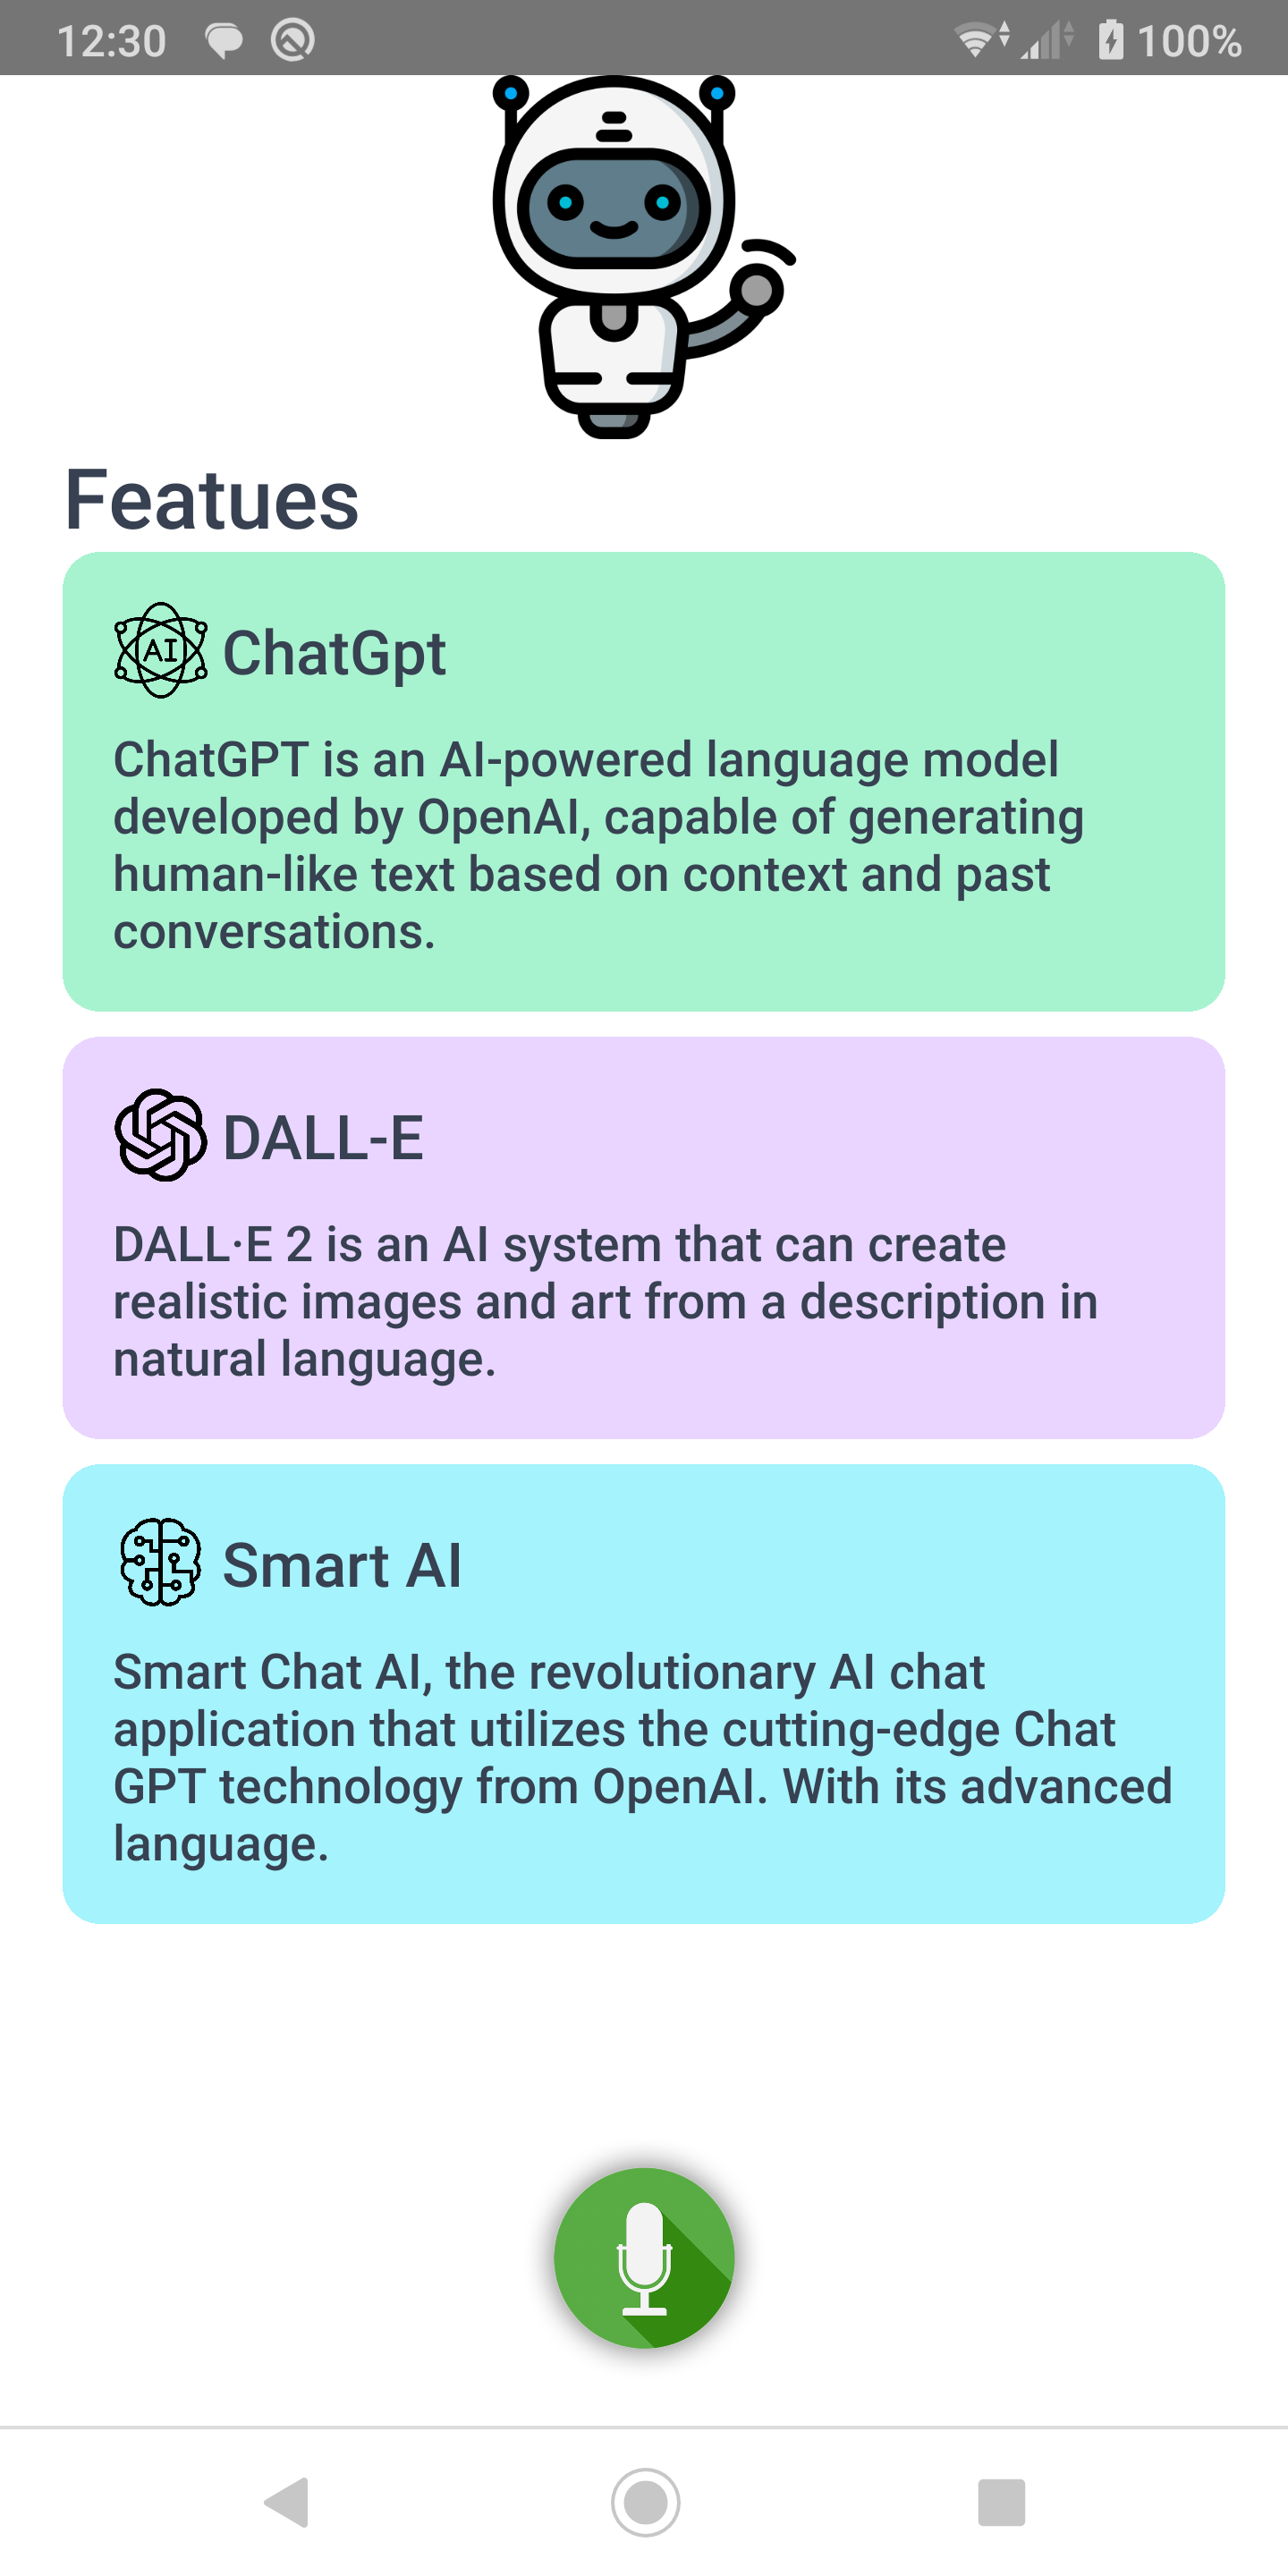 12:30
100%
Featues
AI
ChatGpt
ChatGPT is an AI-powered language model
developed by OpenAI, capable of generating
human-like text based on context and past
conversations.
DALL-E
DALL·E 2 is an AI system that can create
realistic images and art from a description in
natural language.
Smart AI
Smart Chat AI, the revolutionary AI chat
application that utilizes the cutting-edge Chat
GPT technology from OpenAI. With its advanced
language.